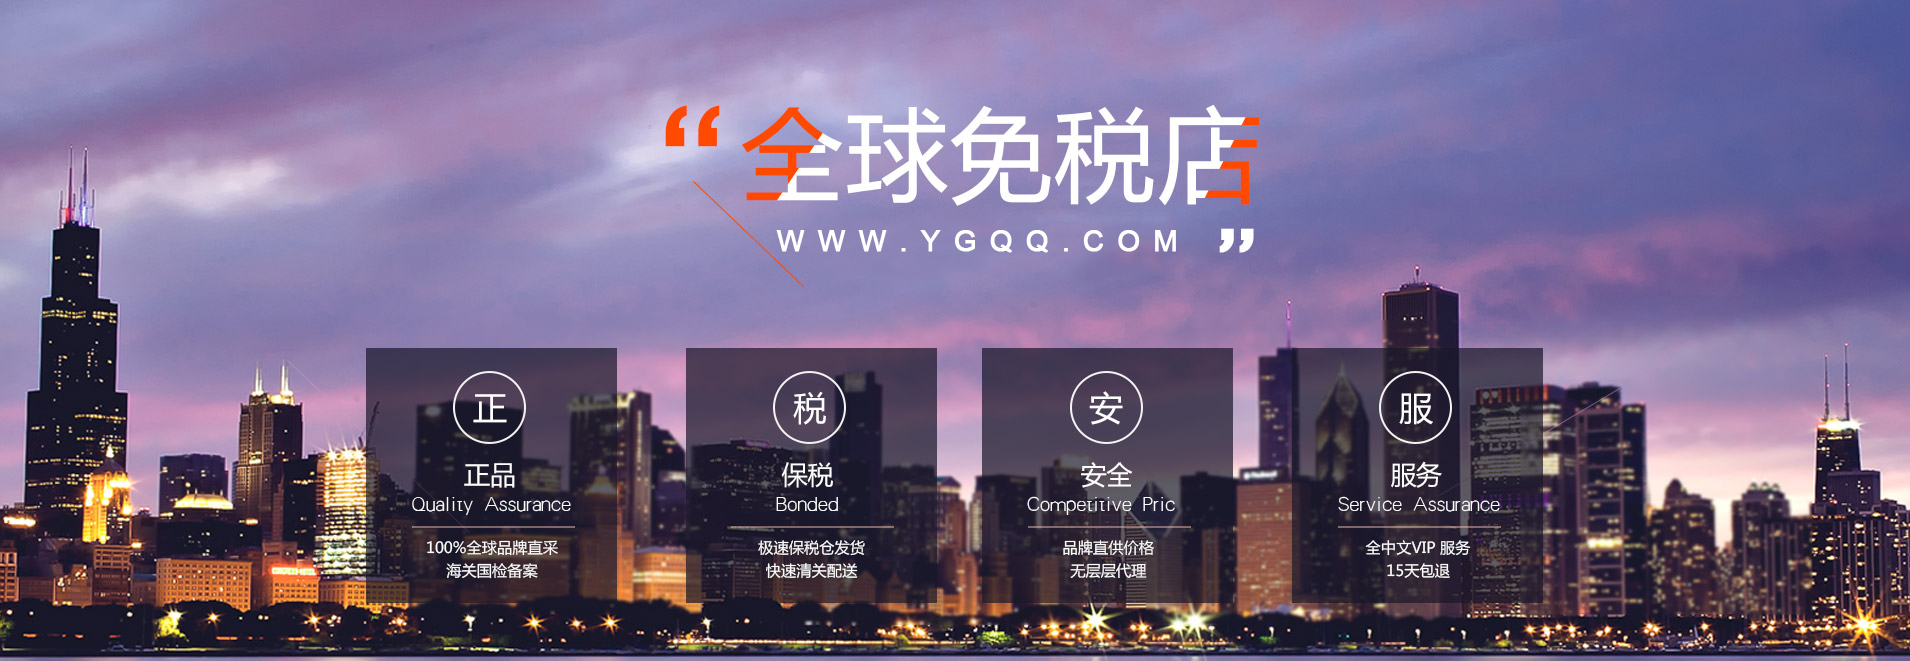 “全球免税店
WWW.YGQQ.COM ”
正
正品
Quality Assurance
100%全球品牌直采
海关国检备案
税
保税
Bonded
极速保税仓发货
快速清关配送
安
安全
Competitive Pric
品牌直供价格
无层层代理
服
服务
Service Assurance
全中文VIP 服务
15天包退